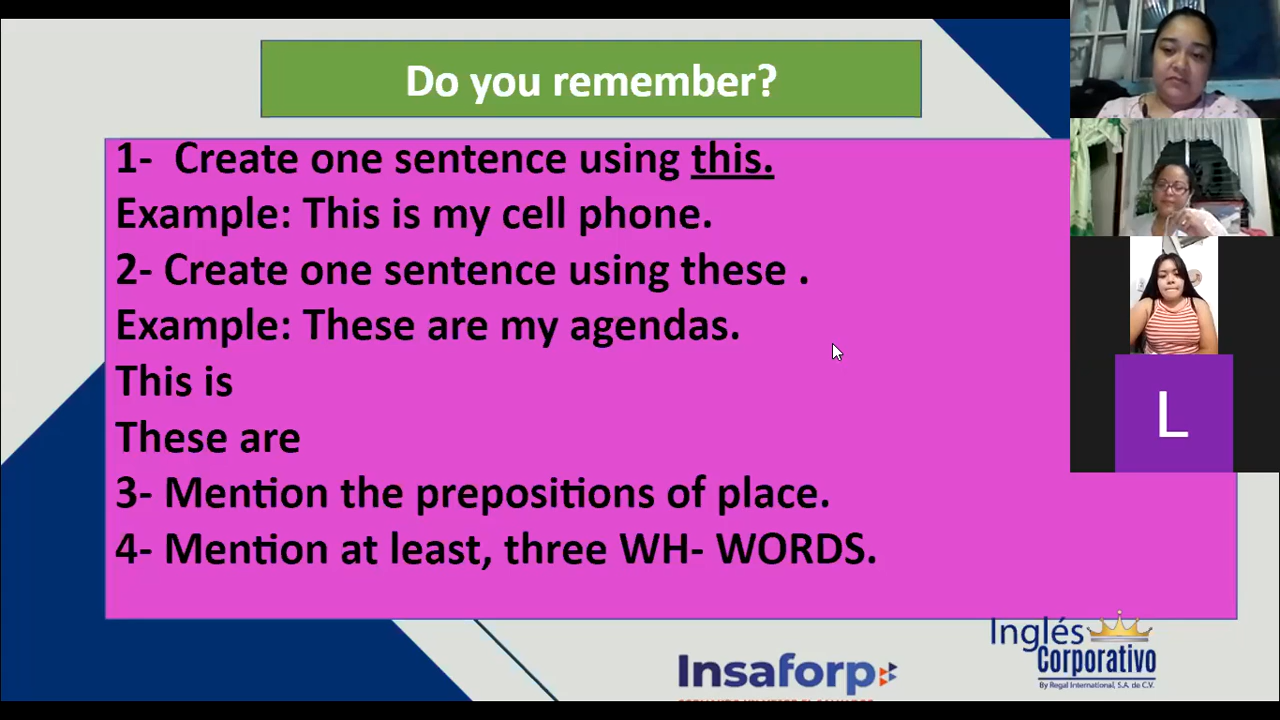 Do you remember?
1- Create one sentence using this.
Example: This is my cell phone.
2- Create one sentence using these .
Example: These are my agendas.
This is
These are
3- Mention the prepositions of place.
4- Mention at least, three WH- WORDS.
L
Inglés
Corporativo
By Regal International, S.A. de C.V.
Insaforp